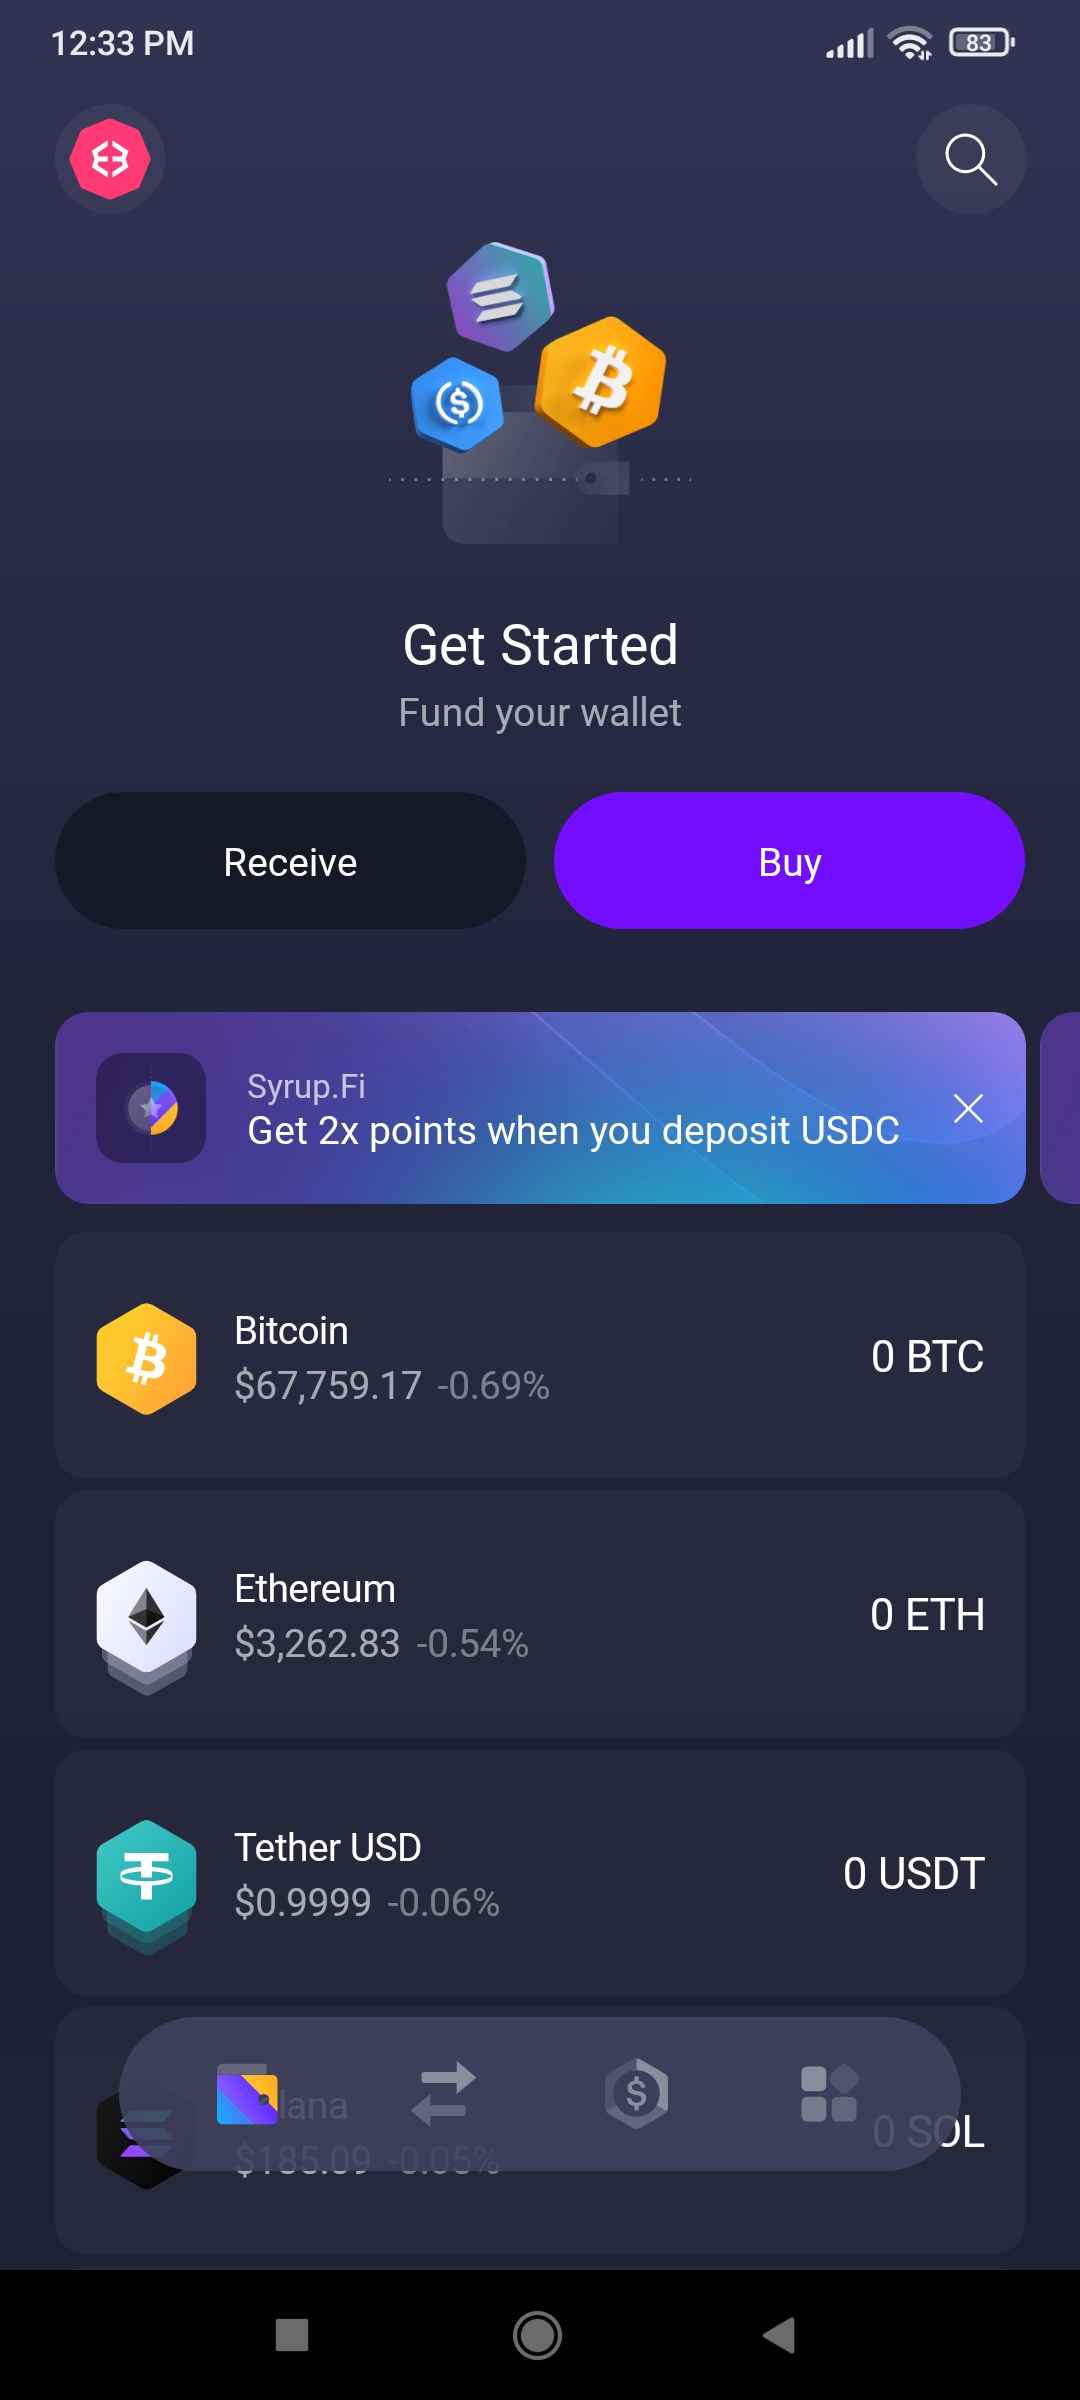 12:33 PM
83
Get Started
Fund your wallet
Receive
Buy
Syrup.Fi
Get 2x points when you deposit USDC
Bitcoin
$67,759.17 -0.69%
0 BTC
Ethereum
$3,262.83 -0.54%
0 ETH
Tether USD
$0.9999 -0.06%
0 USDT
lana
$185.09 -0.05%
0 SOL